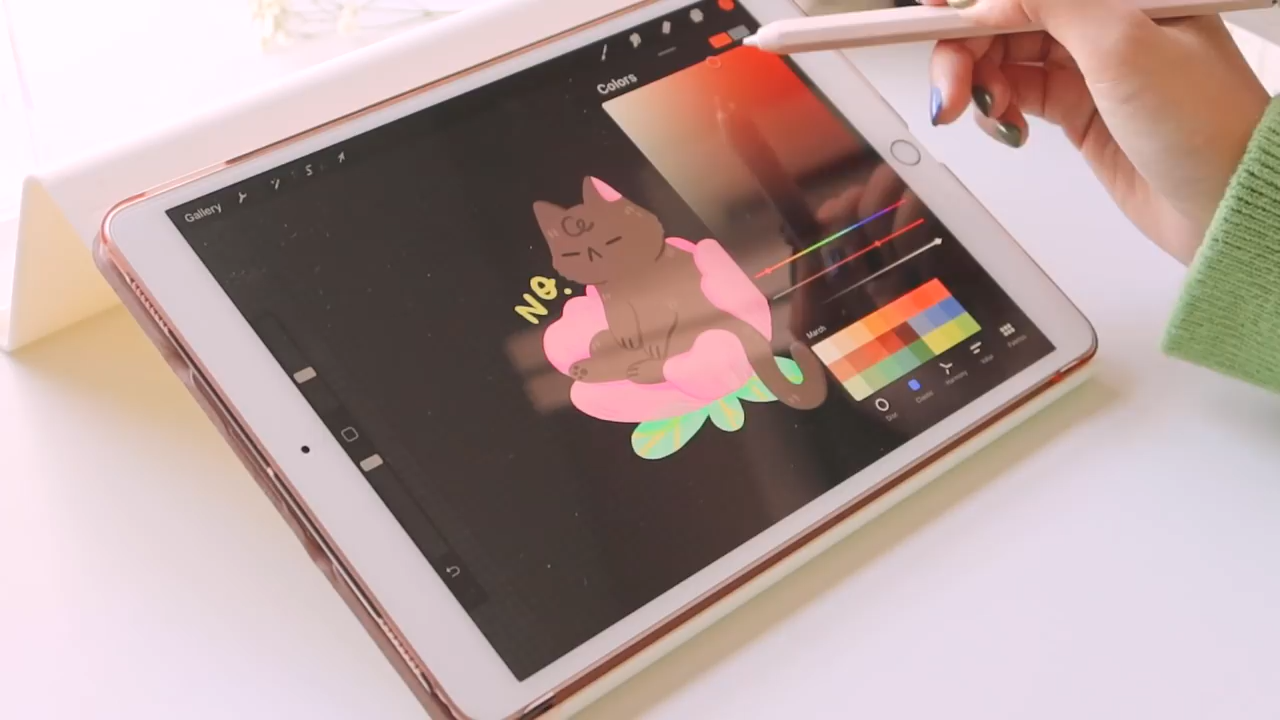 Gallery
Colors
NO.
March
Disc
Classic
Harmony
Value
Palettes